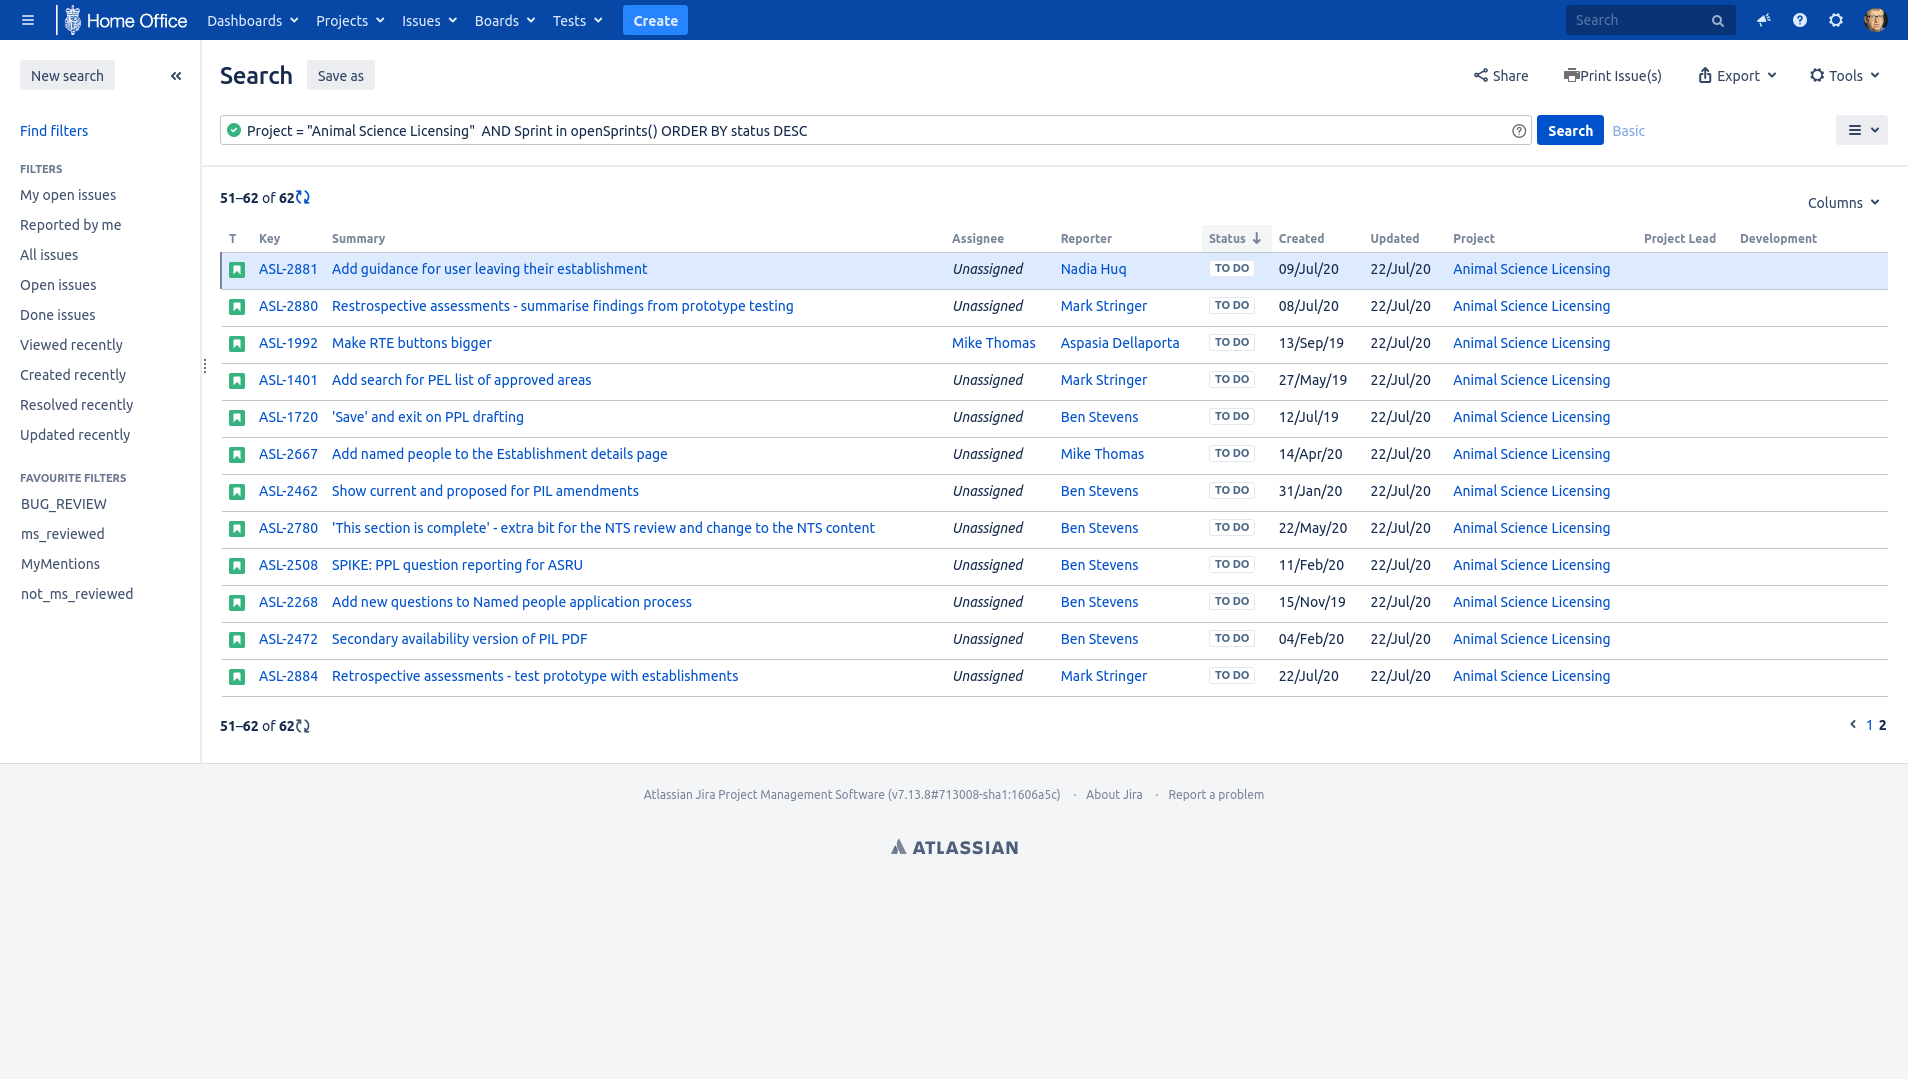 Home Office Dashboards Projects Issues Boards Tests Create Search
New search
Search Save as Share Print Issue(s) Export Tools
Find filters
Project = "Animal Science Licensing"  AND Sprint in openSprints() ORDER BY status DESC Search Basic
FILTERS
My open issues
Reported by me
All issues
Open issues
Done issues
Viewed recently
Created recently
Resolved recently
Updated recently
FAVOURITE FILTERS
BUG_REVIEW
ms_reviewed
MyMentions
not_ms_reviewed
51–62 of 62
Columns
T Key Summary Assignee Reporter Status Created Updated Project Project Lead Development
ASL-2881 Add guidance for user leaving their establishment Unassigned Nadia Huq TO DO 09/Jul/20 22/Jul/20 Animal Science Licensing
ASL-2880 Restrospective assessments - summarise findings from prototype testing Unassigned Mark Stringer TO DO 08/Jul/20 22/Jul/20 Animal Science Licensing
ASL-1992 Make RTE buttons bigger Mike Thomas Aspasia Dellaporta TO DO 13/Sep/19 22/Jul/20 Animal Science Licensing
ASL-1401 Add search for PEL list of approved areas Unassigned Mark Stringer TO DO 27/May/19 22/Jul/20 Animal Science Licensing
ASL-1720 'Save' and exit on PPL drafting Unassigned Ben Stevens TO DO 12/Jul/19 22/Jul/20 Animal Science Licensing
ASL-2667 Add named people to the Establishment details page Unassigned Mike Thomas TO DO 14/Apr/20 22/Jul/20 Animal Science Licensing
ASL-2462 Show current and proposed for PIL amendments Unassigned Ben Stevens TO DO 31/Jan/20 22/Jul/20 Animal Science Licensing
ASL-2780 'This section is complete' - extra bit for the NTS review and change to the NTS content Unassigned Ben Stevens TO DO 22/May/20 22/Jul/20 Animal Science Licensing
ASL-2508 SPIKE: PPL question reporting for ASRU Unassigned Ben Stevens TO DO 11/Feb/20 22/Jul/20 Animal Science Licensing
ASL-2268 Add new questions to Named people application process Unassigned Ben Stevens TO DO 15/Nov/19 22/Jul/20 Animal Science Licensing
ASL-2472 Secondary availability version of PIL PDF Unassigned Ben Stevens TO DO 04/Feb/20 22/Jul/20 Animal Science Licensing
ASL-2884 Retrospective assessments - test prototype with establishments Unassigned Mark Stringer TO DO 22/Jul/20 22/Jul/20 Animal Science Licensing
51–62 of 62 1 2
Atlassian Jira Project Management Software (v7.13.8#713008-sha1:1606a5c) · About Jira · Report a problem
ATLASSIAN